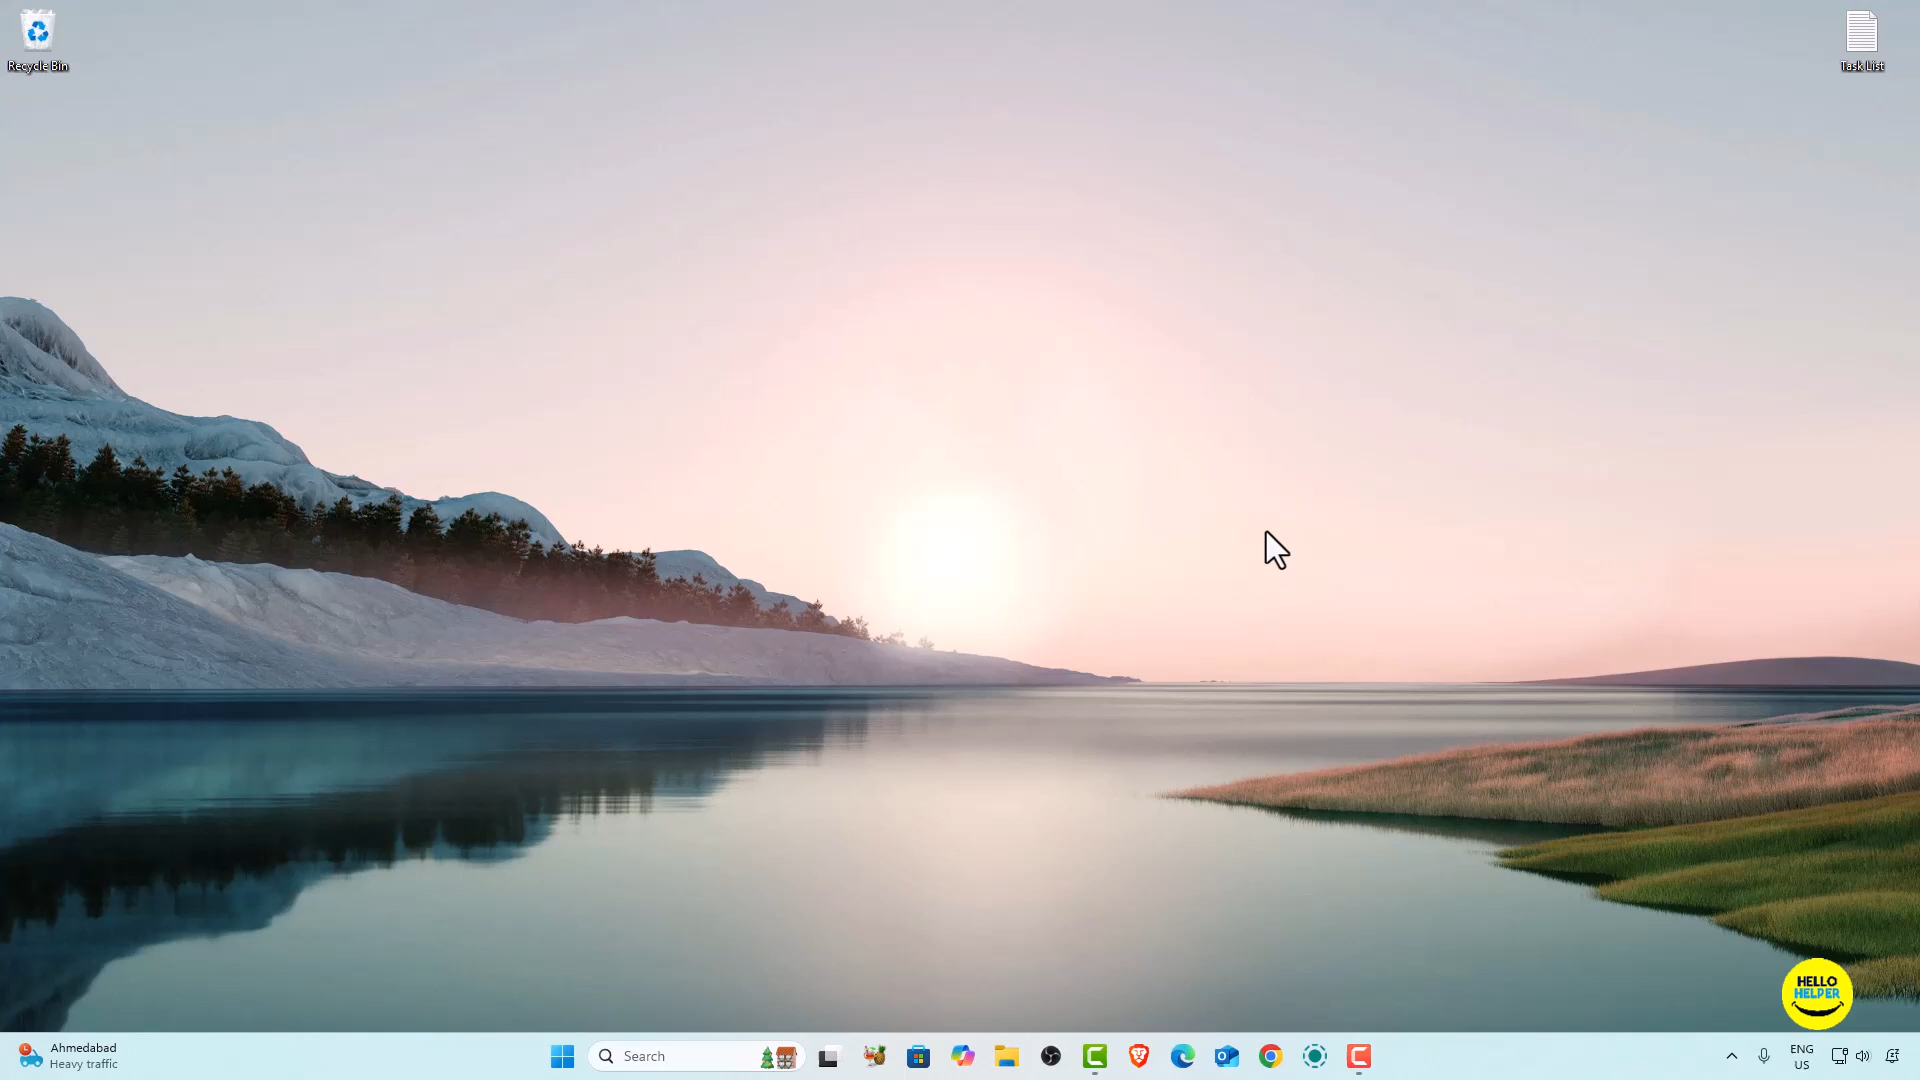 Recycle Bin
Task List
HELLO
HELPER
Ahmedabad
Heavy traffic
Search
ENG
US